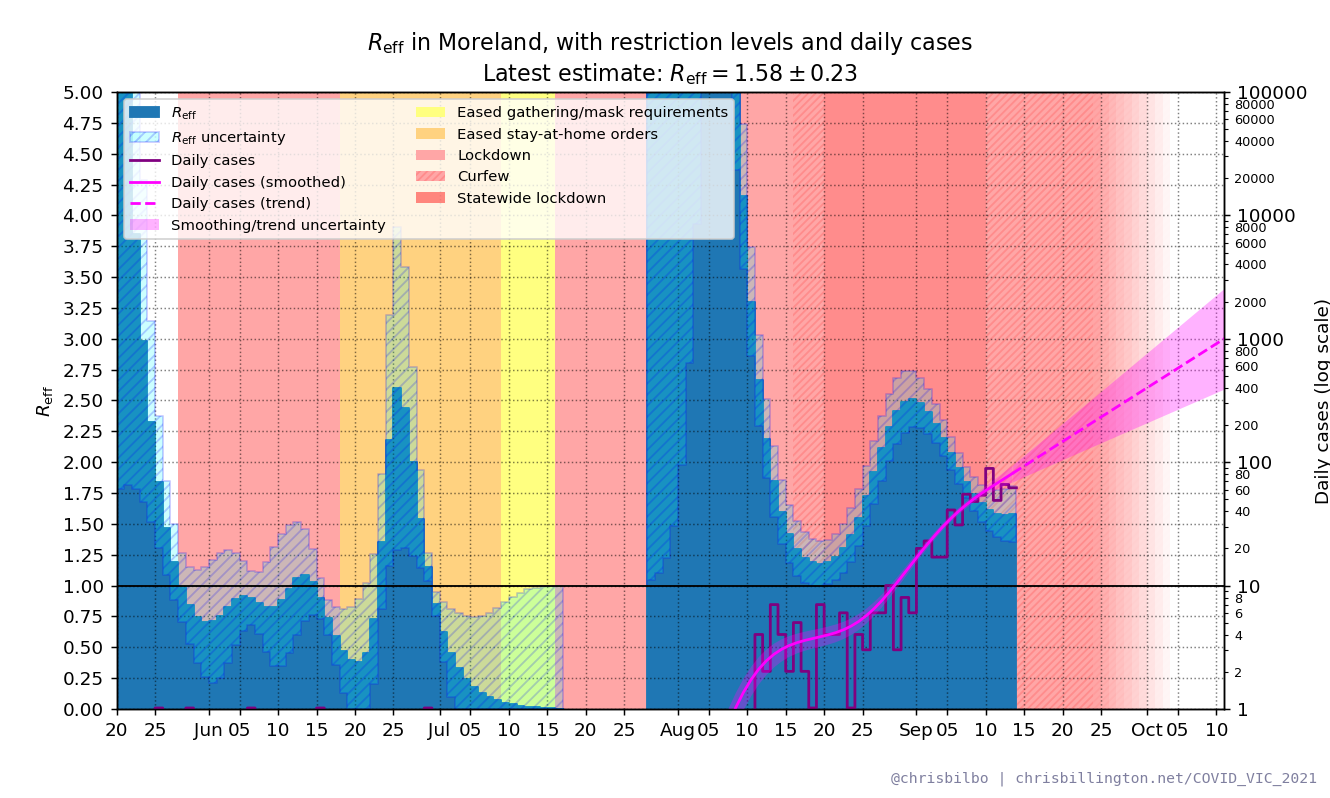 R_eff in Moreland, with restriction levels and daily cases
Latest estimate: R_eff = 1.58 ± 0.23
R_eff
R_eff uncertainty
Daily cases
Daily cases (smoothed)
Daily cases (trend)
Smoothing/trend uncertainty
Eased gathering/mask requirements
Eased stay-at-home orders
Lockdown
Curfew
Statewide lockdown
R_eff
5.00
4.75
4.50
4.25
4.00
3.75
3.50
3.25
3.00
2.75
2.50
2.25
2.00
1.75
1.50
1.25
1.00
0.75
0.50
0.25
0.00
100000
80000
60000
40000
20000
10000
8000
6000
4000
2000
1000
800
600
400
200
100
80
60
40
20
10
8
6
4
2
1
Daily cases (log scale)
20 25 Jun 05 10 15 20 25 Jul 05 10 15 20 25 Aug 05 10 15 20 25 Sep 05 10 15 20 25 Oct 05 10
@chrisbilbo | chrisbillington.net/COVID_VIC_2021